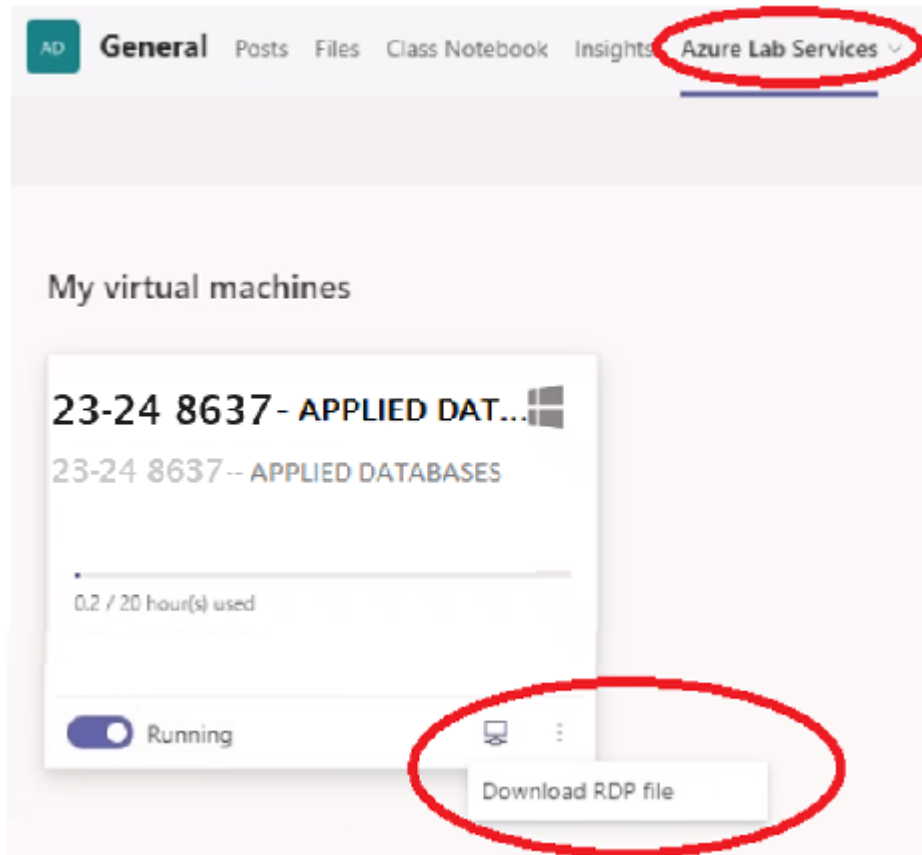 AD General Posts Files Class Notebook Insights Azure Lab Services
My virtual machines
23-24 8637- APPLIED DAT...
23-24 8637-- APPLIED DATABASES
0.2 / 20 hour(s) used
Running
Download RDP file